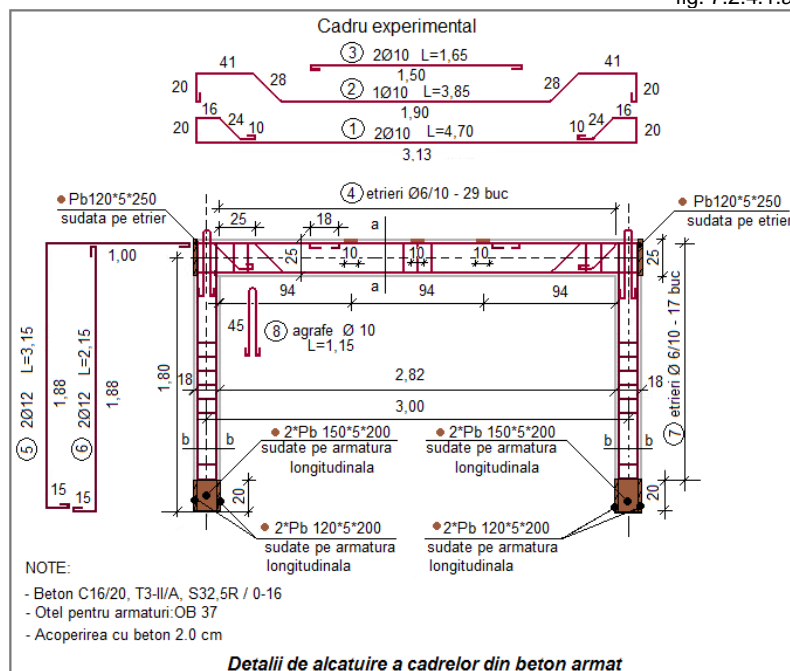 fig. 7.2.4.1.a
Cadru experimental
3 2Ø10 L=1,65
41 1,50 41
20 28 2 1Ø10 L=3,85 28 20
1,90
16 16
20 24 10 1 2Ø10 L=4,70 10 24 20
3,13
Pb120*5*250
sudata pe etrier
4 etrieri Ø6/10 - 29 buc
Pb120*5*250
sudata pe etrier
25 18 a
1,00
25 10 10 10 25
a
94 94 94
45 8 agrafe Ø 10
L=1,15
5 2Ø12 L=3,15
1,88
6 2Ø12 L=2,15
1,88
1,80
18 2,82 18
3,00
7 etrieri Ø 6/10 - 17 buc
b b
2*Pb 150*5*200
sudate pe armatura
longitudinala
2*Pb 150*5*200
sudate pe armatura
longitudinala
b b
15 15
20 20
2*Pb 120*5*200
sudate pe armatura
longitudinala
2*Pb 120*5*200
sudate pe armatura
longitudinala
NOTE:
- Beton C16/20, T3-II/A, S32,5R / 0-16
- Otel pentru armaturi:OB 37
- Acoperirea cu beton 2.0 cm
Detalii de alcatuire a cadrelor din beton armat